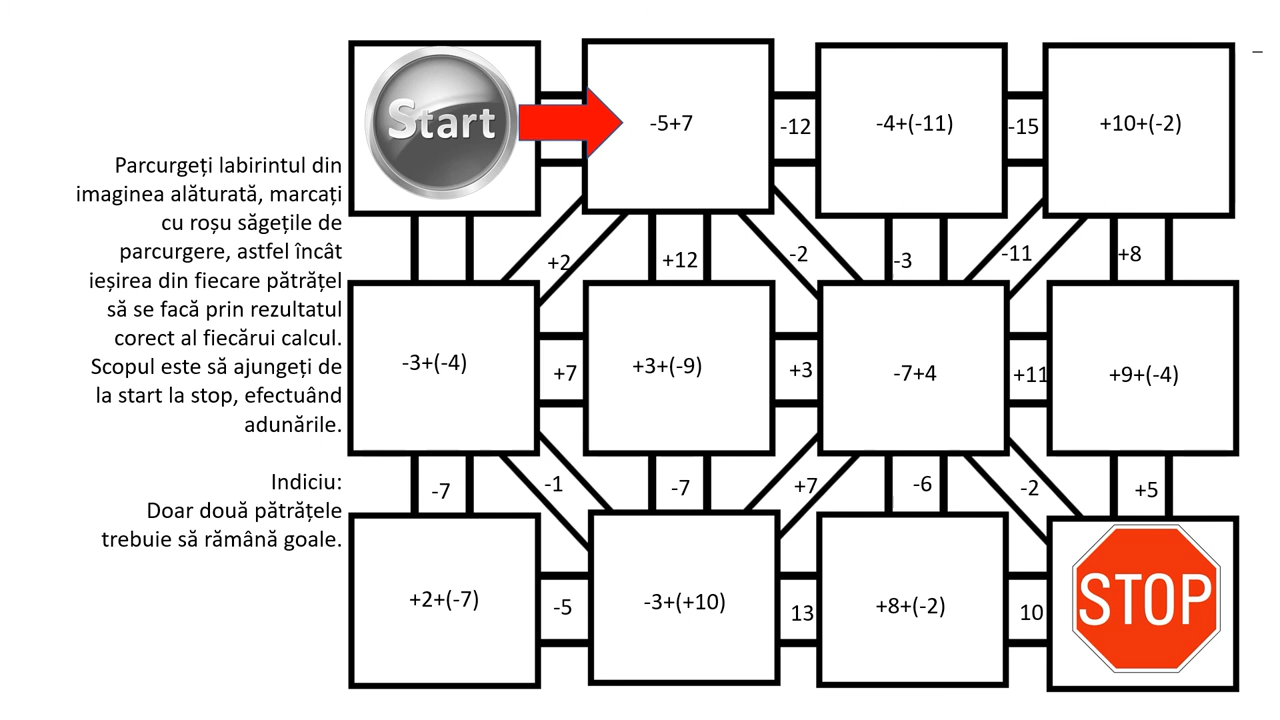 Parcurgeți labirintul din
imaginea alăturată, marcați
cu roșu săgețile de
parcurgere, astfel încât
ieșirea din fiecare pătrățel
să se facă prin rezultatul
corect al fiecărui calcul.
Scopul este să ajungeți de
la start la stop, efectuând
adunările.
Indiciu:
Doar două pătrățele
trebuie să rămână goale.
Start
-5+7
-12
-4+(-11)
-15
+10+(-2)
+2
+12
-2
-3
-11
+8
-3+(-4)
+7
+3+(-9)
+3
-7+4
+11
+9+(-4)
-7
-1
-7
+7
-6
-2
+5
+2+(-7)
-5
-3+(+10)
13
+8+(-2)
10
STOP